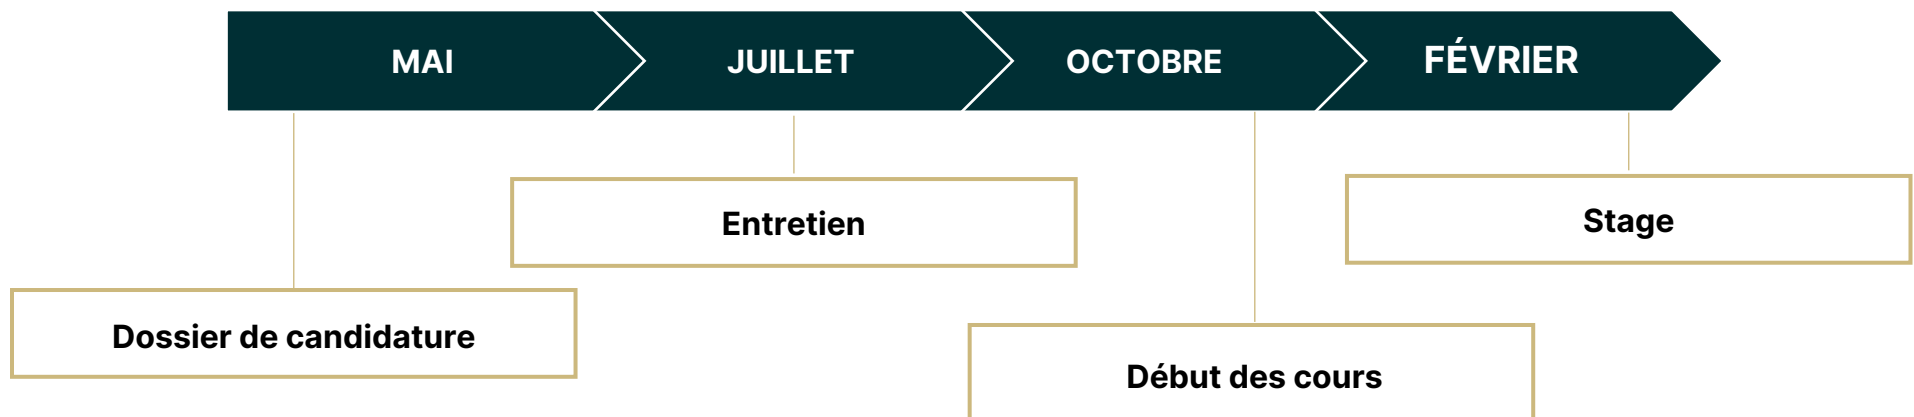 MAI
JUILLET
OCTOBRE
FÉVRIER
Entretien
Stage
Dossier de candidature
Début des cours